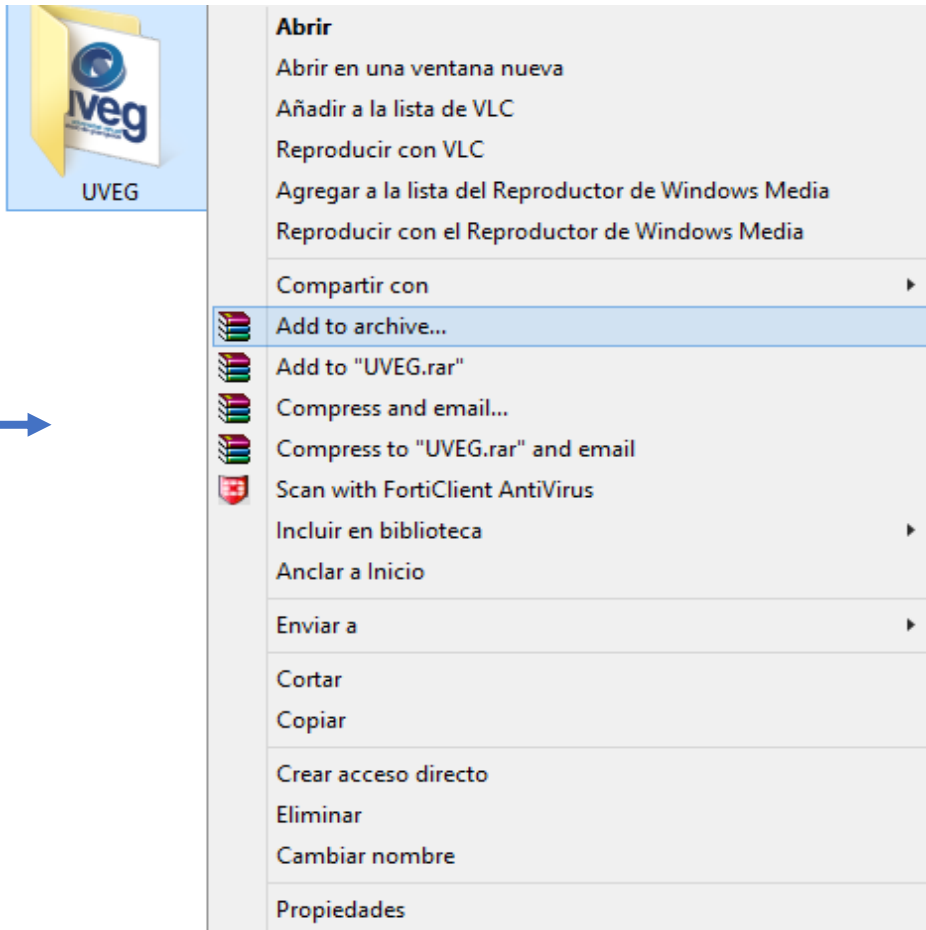 uveg
UVEG
Abrir
Abrir en una ventana nueva
Añadir a la lista de VLC
Reproducir con VLC
Agregar a la lista del Reproductor de Windows Media
Reproducir con el Reproductor de Windows Media
Compartir con
Add to archive...
Add to "UVEG.rar"
Compress and email...
Compress to "UVEG.rar" and email
Scan with FortiClient AntiVirus
Incluir en biblioteca
Anclar a Inicio
Enviar a
Cortar
Copiar
Crear acceso directo
Eliminar
Cambiar nombre
Propiedades